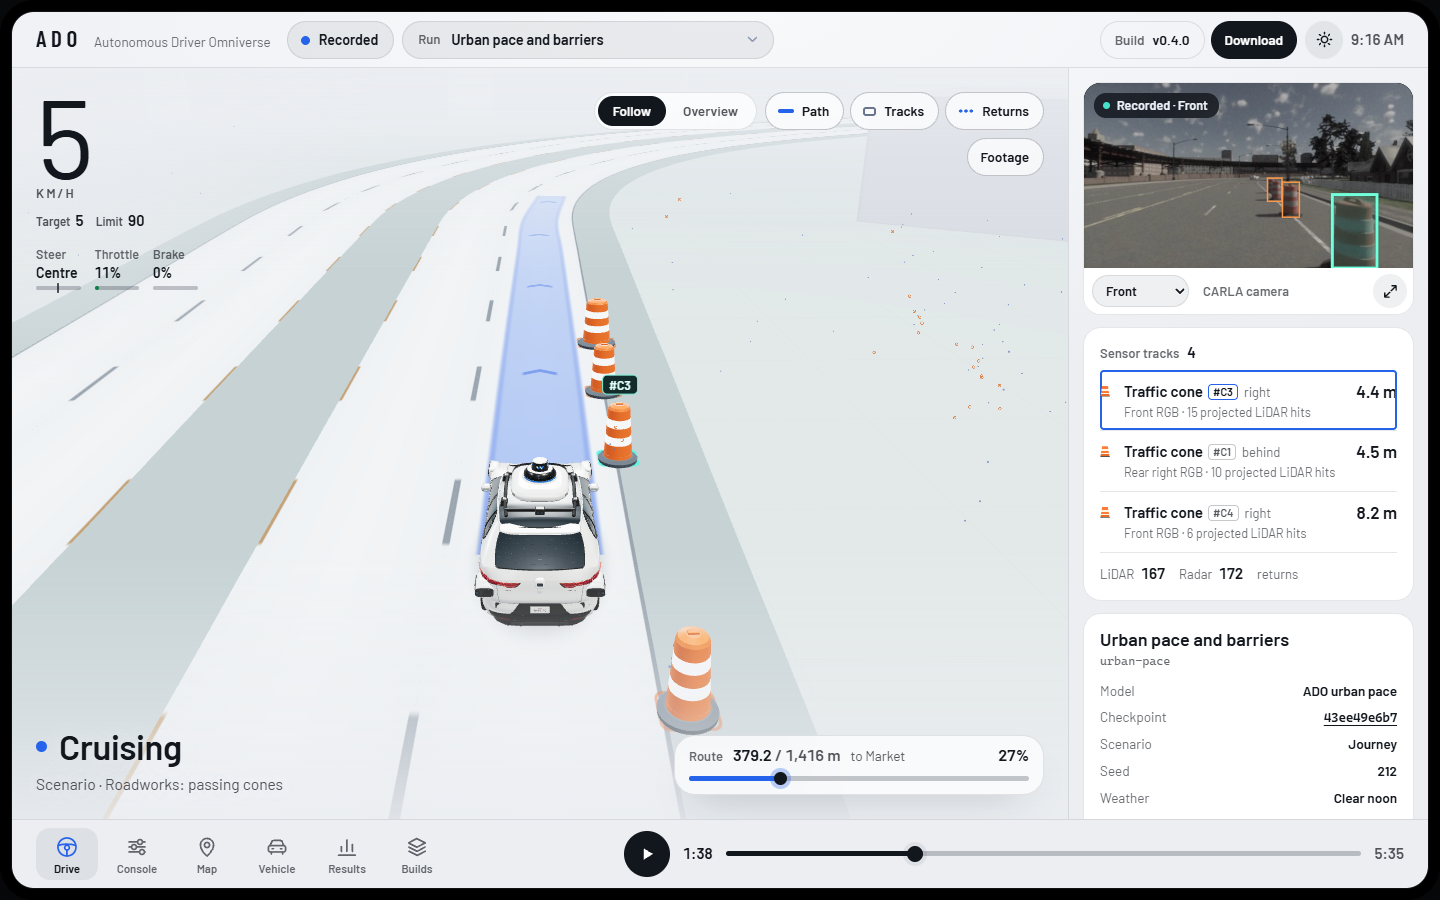 ADO Autonomous Driver Omniverse
Recorded
Run Urban pace and barriers
Build v0.4.0
Download
9:16 AM
5
KM/H
Target 5 Limit 90
Steer Throttle Brake
Centre 11% 0%
Follow Overview
Path
Tracks
Returns
Footage
#C3
Cruising
Scenario · Roadworks: passing cones
Route 379.2 / 1,416 m to Market 27%
Recorded · Front
Front CARLA camera
Sensor tracks 4
Traffic cone #C3 right 4.4 m
Front RGB · 15 projected LiDAR hits
Traffic cone #C1 behind 4.5 m
Rear right RGB · 10 projected LiDAR hits
Traffic cone #C4 right 8.2 m
Front RGB · 6 projected LiDAR hits
LiDAR 167 Radar 172 returns
Urban pace and barriers
urban-pace
Model ADO urban pace
Checkpoint 43ee49e6b7
Scenario Journey
Seed 212
Weather Clear noon
Drive Console Map Vehicle Results Builds
1:38 5:35